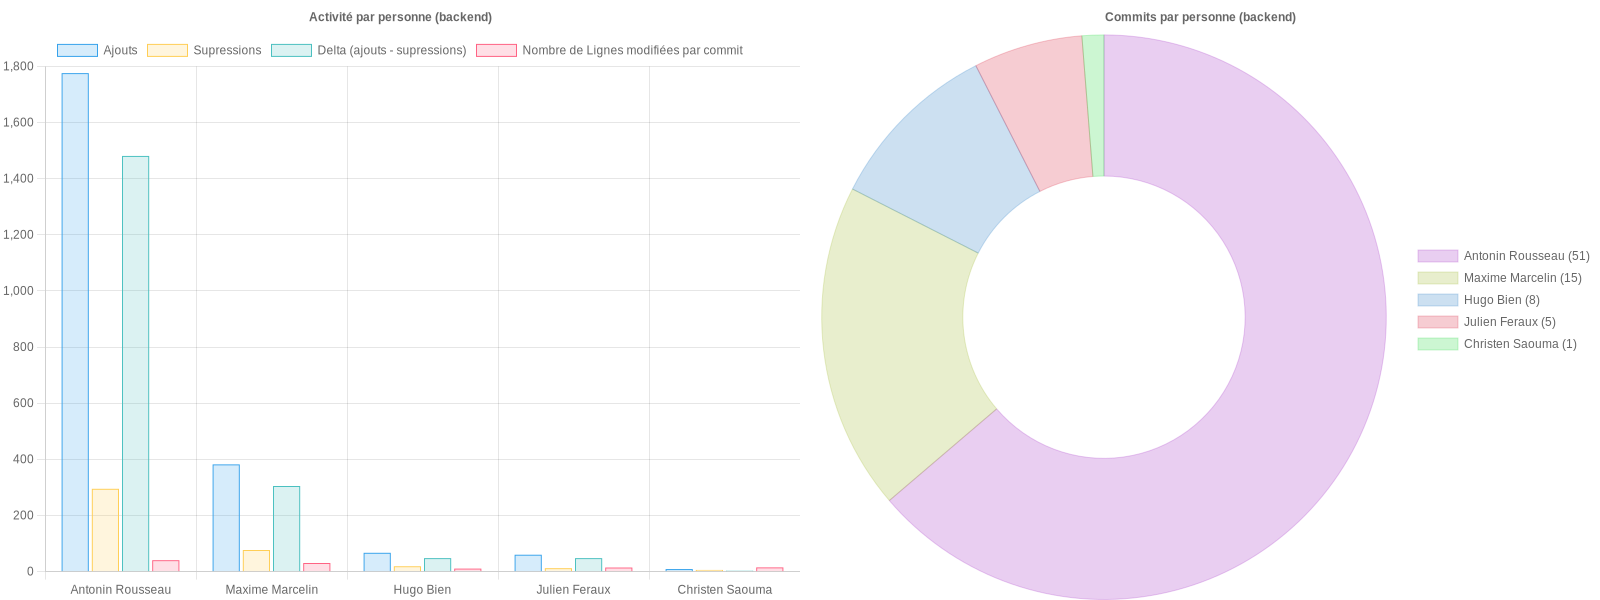 Activité par personne (backend)
Ajouts
Supressions
Delta (ajouts - supressions)
Nombre de Lignes modifiées par commit
1,800
1,600
1,400
1,200
1,000
800
600
400
200
0
Antonin Rousseau
Maxime Marcelin
Hugo Bien
Julien Feraux
Christen Saouma
Commits par personne (backend)
Antonin Rousseau (51)
Maxime Marcelin (15)
Hugo Bien (8)
Julien Feraux (5)
Christen Saouma (1)